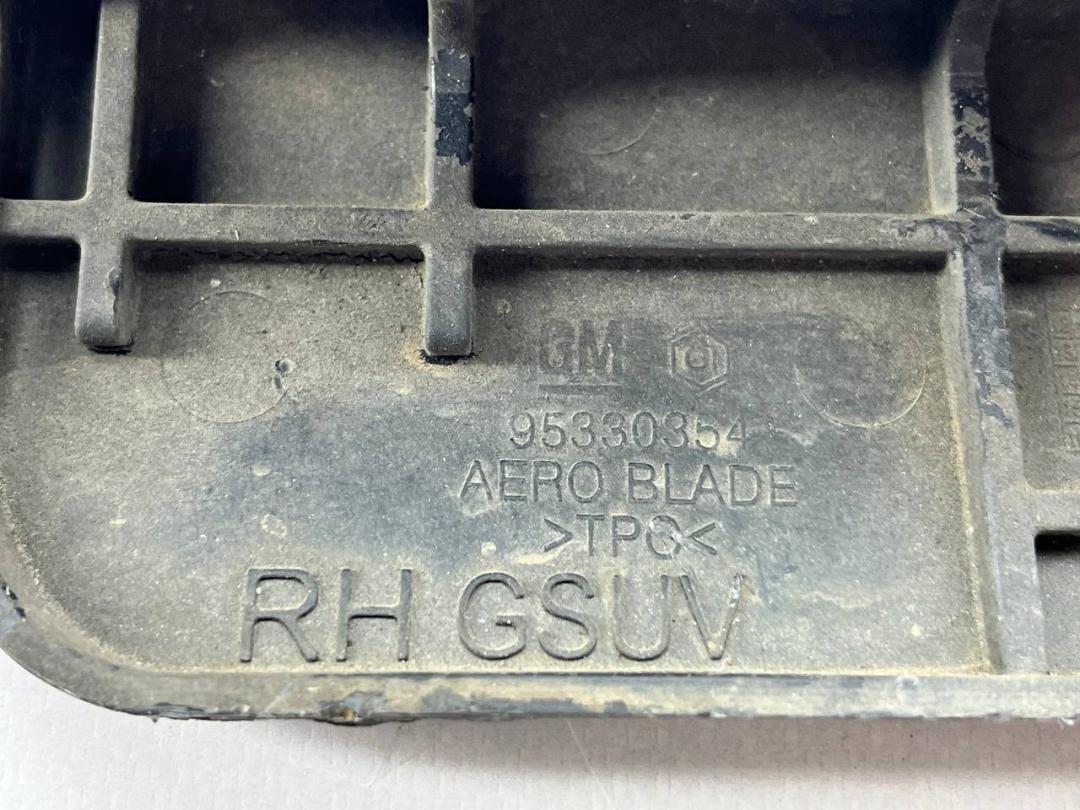 GM
95330354
AERO BLADE
>TPO<
RH GSUV